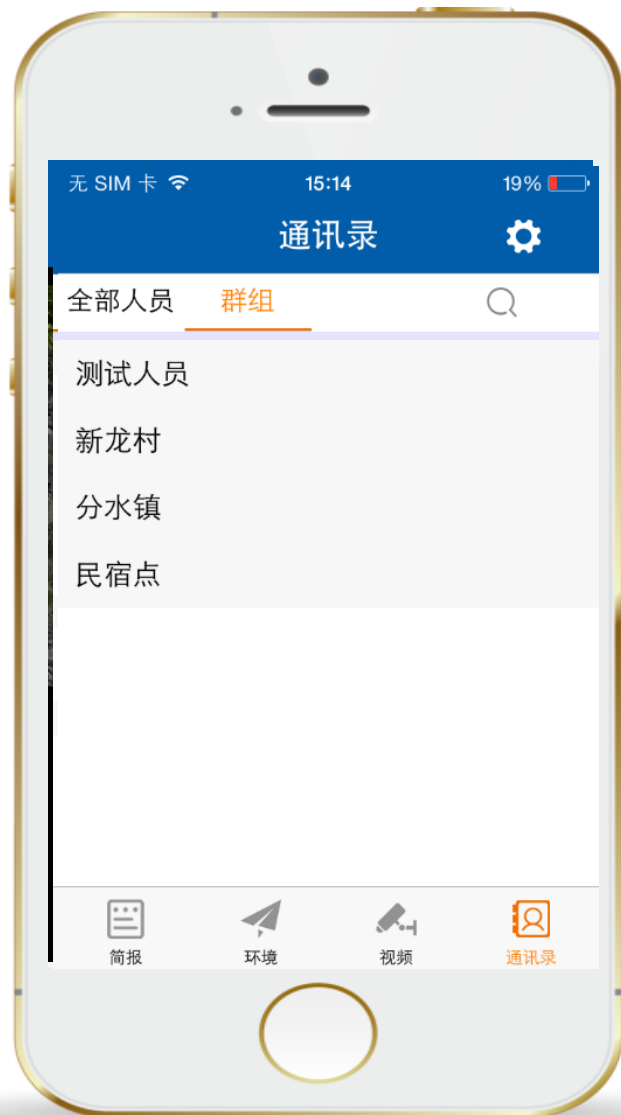 无 SIM 卡 15:14 19%
通讯录
全部人员 群组
测试人员
新龙村
分水镇
民宿点
简报 环境 视频 通讯录